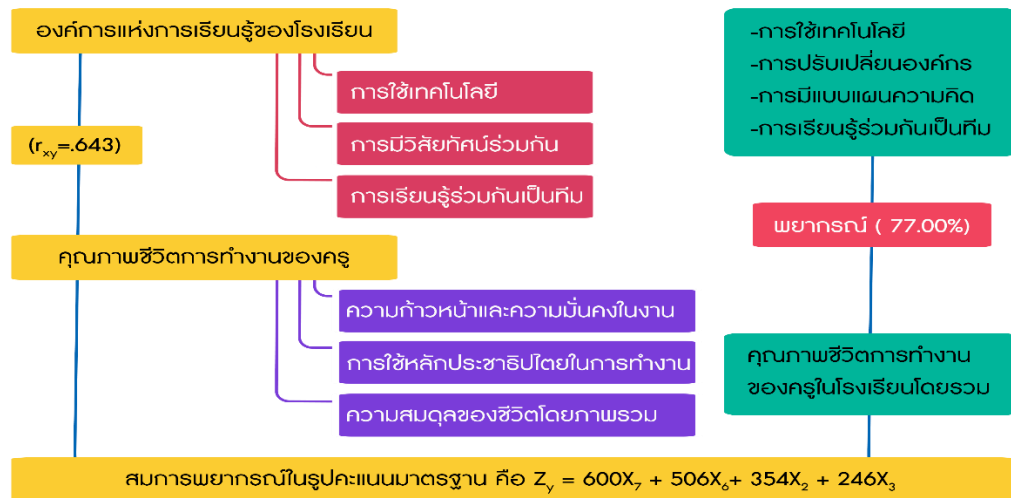 องค์การแห่งการเรียนรู้ของโรงเรียน
การใช้เทคโนโลยี
การมีวิสัยทัศน์ร่วมกัน
การเรียนรู้ร่วมกันเป็นทีม
(rxy=.643)
คุณภาพชีวิตการทำงานของครู
ความก้าวหน้าและความมั่นคงในงาน
การใช้หลักประชาธิปไตยในการทำงาน
ความสมดุลของชีวิตโดยภาพรวม
-การใช้เทคโนโลยี
-การปรับเปลี่ยนองค์กร
-การมีแบบแผนความคิด
-การเรียนรู้ร่วมกันเป็นทีม
พยากรณ์ ( 77.00%)
คุณภาพชีวิตการทำงาน
ของครูในโรงเรียนโดยรวม
สมการพยากรณ์ในรูปคะแนนมาตรฐาน คือ Zy = 600X7 + 506X6+ 354X2 + 246X3